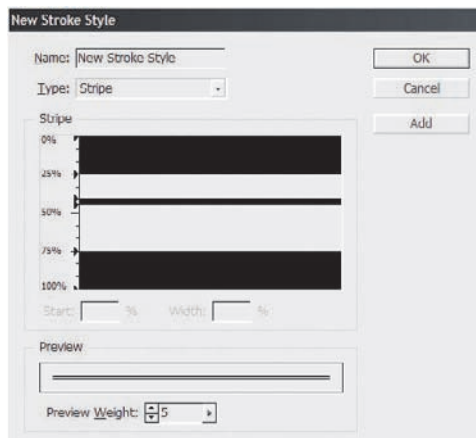 New Stroke Style
Name: New Stroke Style
OK
Type: Stripe
Cancel
Add
Stripe
0%
25%
50%
75%
100%
Start: %
Width: %
Preview
Preview Weight: 5